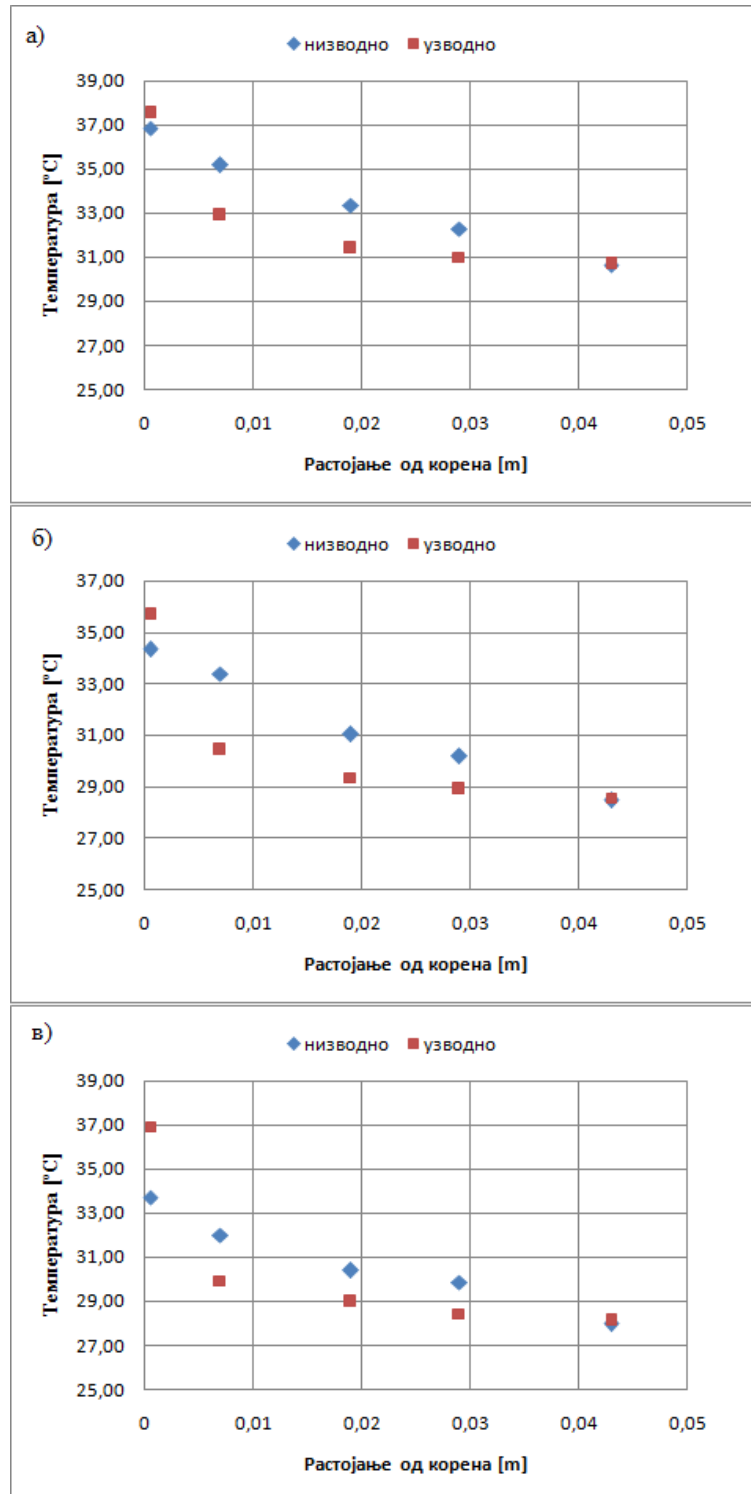 а)
низводно узводно
39,00
37,00
35,00
33,00
31,00
29,00
27,00
25,00
Температура [°C]
0 0,01 0,02 0,03 0,04 0,05
Растојање од корена [m]
б)
низводно узводно
37,00
35,00
33,00
31,00
29,00
27,00
25,00
Температура [°C]
0 0,01 0,02 0,03 0,04 0,05
Растојање од корена [m]
в)
низводно узводно
39,00
37,00
35,00
33,00
31,00
29,00
27,00
25,00
Температура [°C]
0 0,01 0,02 0,03 0,04 0,05
Растојање од корена [m]